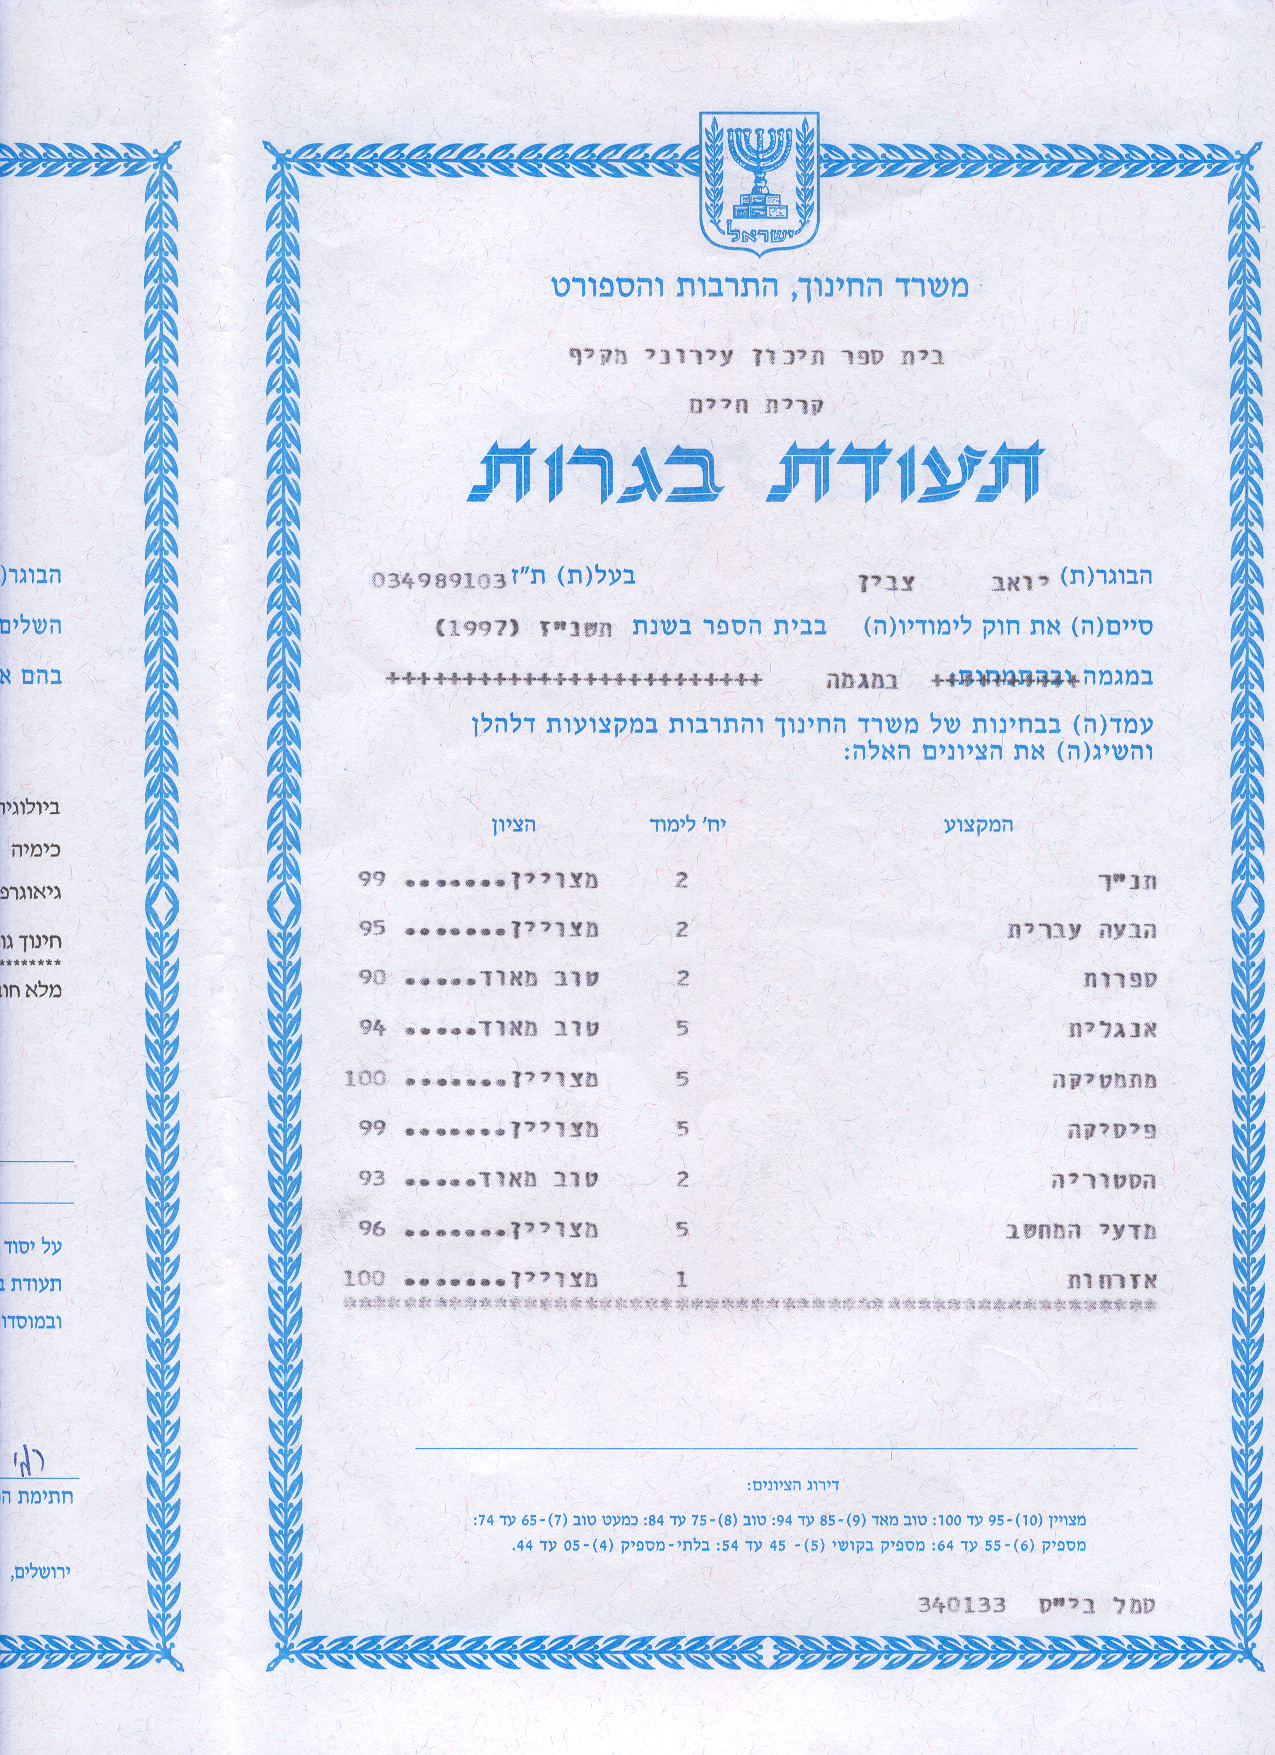 ישראל
משרד החינוך, התרבות והספורט
בית ספר תיכון עירוני מקיף
קרית חיים
תעודת בגרות
הבוגר(ת) יואב צבין בעל(ת) ת"ז 034989103
סיים(ה) את חוק לימודיו(ה) בבית הספר בשנת תשנ"ז (1997)
במגמה ובהתמחות ++++++++++ במגמה +++++++++++++++++++++++++
עמד(ה) בבחינות של משרד החינוך והתרבות במקצועות דלהלן
והשיג(ה) את הציונים האלה:
המקצוע יח' לימוד הציון
תנ"ך 2 מצויין....... 99
הבעה עברית 2 מצויין....... 95
ספרות 2 טוב מאוד..... 90
אנגלית 5 טוב מאוד..... 94
מתמטיקה 5 מצויין....... 100
פיסיקה 5 מצויין....... 99
הסטוריה 2 טוב מאוד..... 93
מדעי המחשב 5 מצויין....... 96
אזרחות 1 מצויין....... 100
דירוג הציונים:
מצויין (10)-95 עד 100: טוב מאד (9)-85 עד 94: טוב (8)-75 עד 84: כמעט טוב (7)-65 עד 74:
מספיק (6)-55 עד 64: מספיק בקושי (5)- 45 עד 54: בלתי-מספיק (4)-05 עד 44.
סמל בי"ס 340133
הבוגר(
השלים
בהם א
ביולוגיה
כימיה
גיאוגרפ
חינוך גו
********
מלא חוב
על יסוד
תעודת ב
ובמוסדו
חתימת המ
ירושלים,